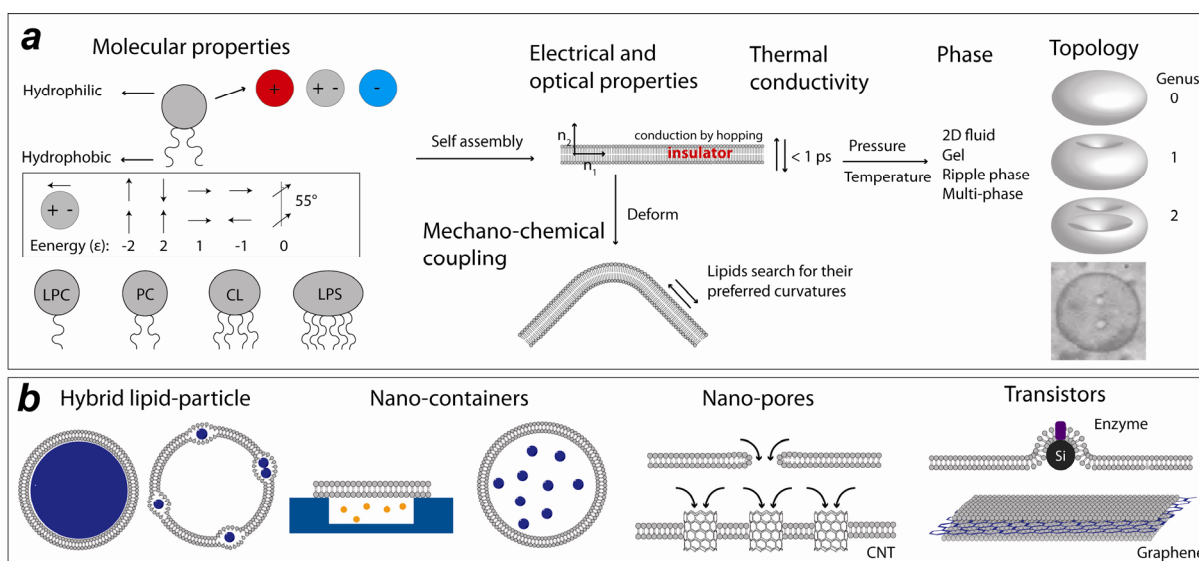 a
Molecular properties
Hydrophilic
+
+ -
-
Hydrophobic
+ -
55°
Eenergy (ε): -2 2 1 -1 0
LPC
PC
CL
LPS
Self assembly
Electrical and
optical properties
n2
n1
conduction by hopping
insulator
Deform
Mechano-chemical
coupling
Lipids search for their
preferred curvatures
Thermal
conductivity
< 1 ps
Pressure
Temperature
Phase
2D fluid
Gel
Ripple phase
Multi-phase
Topology
Genus
0
1
2
b
Hybrid lipid-particle
Nano-containers
Nano-pores
CNT
Transistors
Enzyme
Si
Graphene